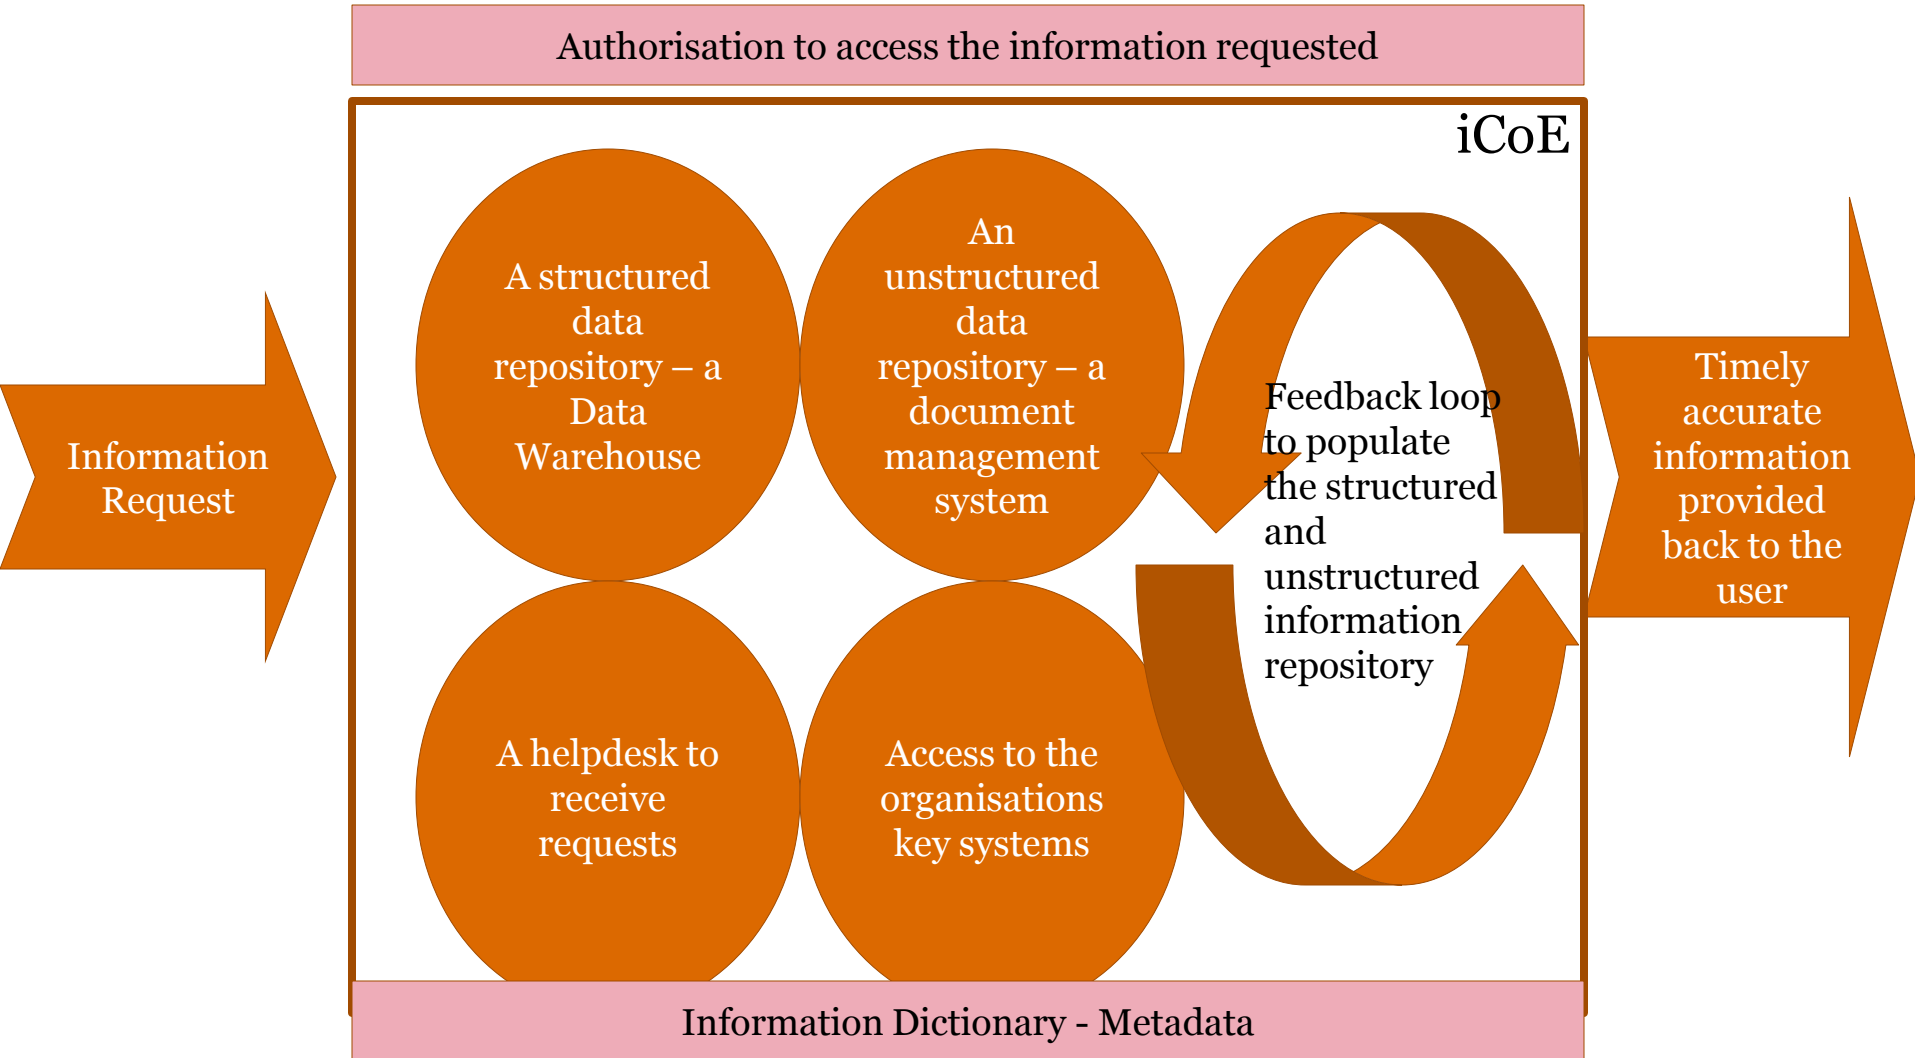 Authorisation to access the information requested
iCoE
Information
Request
A structured
data
repository – a
Data
Warehouse
An
unstructured
data
repository – a
document
management
system
Feedback loop
to populate
the structured
and
unstructured
information
repository
Timely
accurate
information
provided
back to the
user
A helpdesk to
receive
requests
Access to the
organisations
key systems
Information Dictionary - Metadata